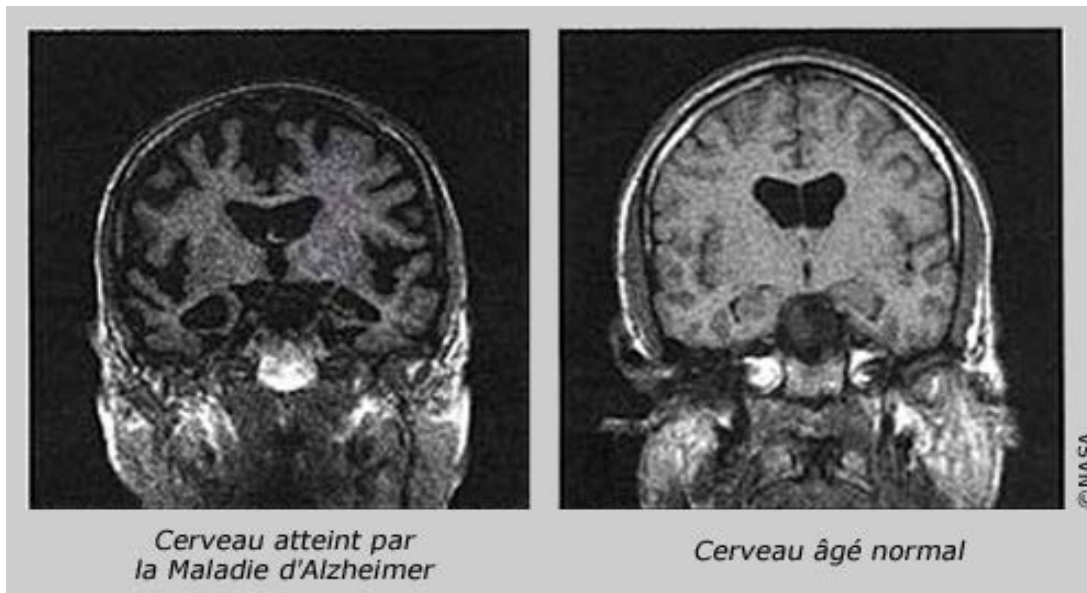 Cerveau atteint par
la Maladie d'Alzheimer
Cerveau âgé normal
©NASA